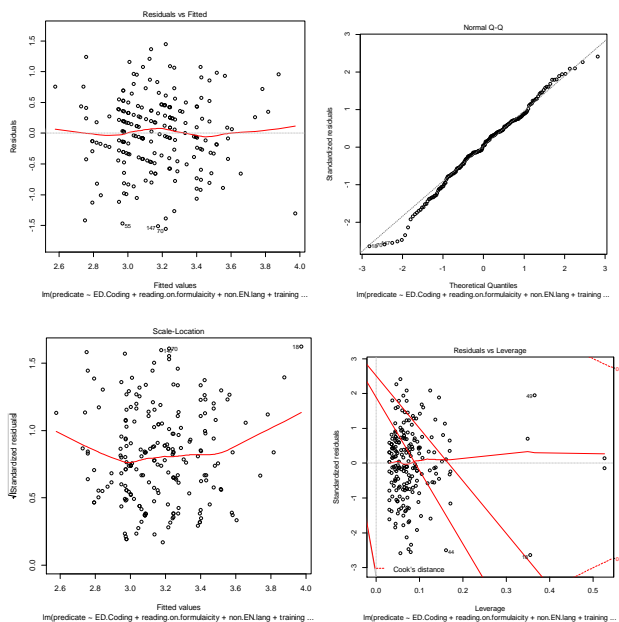 Residuals vs Fitted
Residuals
1.5
1.0
0.5
0.0
-0.5
-1.0
-1.5
55
147
70
2.6 2.8 3.0 3.2 3.4 3.6 3.8 4.0
Fitted values
lm(predicate ~ ED.Coding + reading.on.formulaicity + non.EN.lang + training ...
Normal Q-Q
Standardized residuals
3
2
1
0
-1
-2
-3 -2 -1 0 1 2 3
Theoretical Quantiles
lm(predicate ~ ED.Coding + reading.on.formulaicity + non.EN.lang + training ...
Scale-Location
√|Standardized residuals|
1.5
1.0
0.5
0.0
18
2.6 2.8 3.0 3.2 3.4 3.6 3.8 4.0
Fitted values
lm(predicate ~ ED.Coding + reading.on.formulaicity + non.EN.lang + training ...
Residuals vs Leverage
Standardized residuals
3
2
1
0
-1
-2
-3
49
44
Cook's distance
0.0 0.1 0.2 0.3 0.4 0.5
Leverage
lm(predicate ~ ED.Coding + reading.on.formulaicity + non.EN.lang + training ...